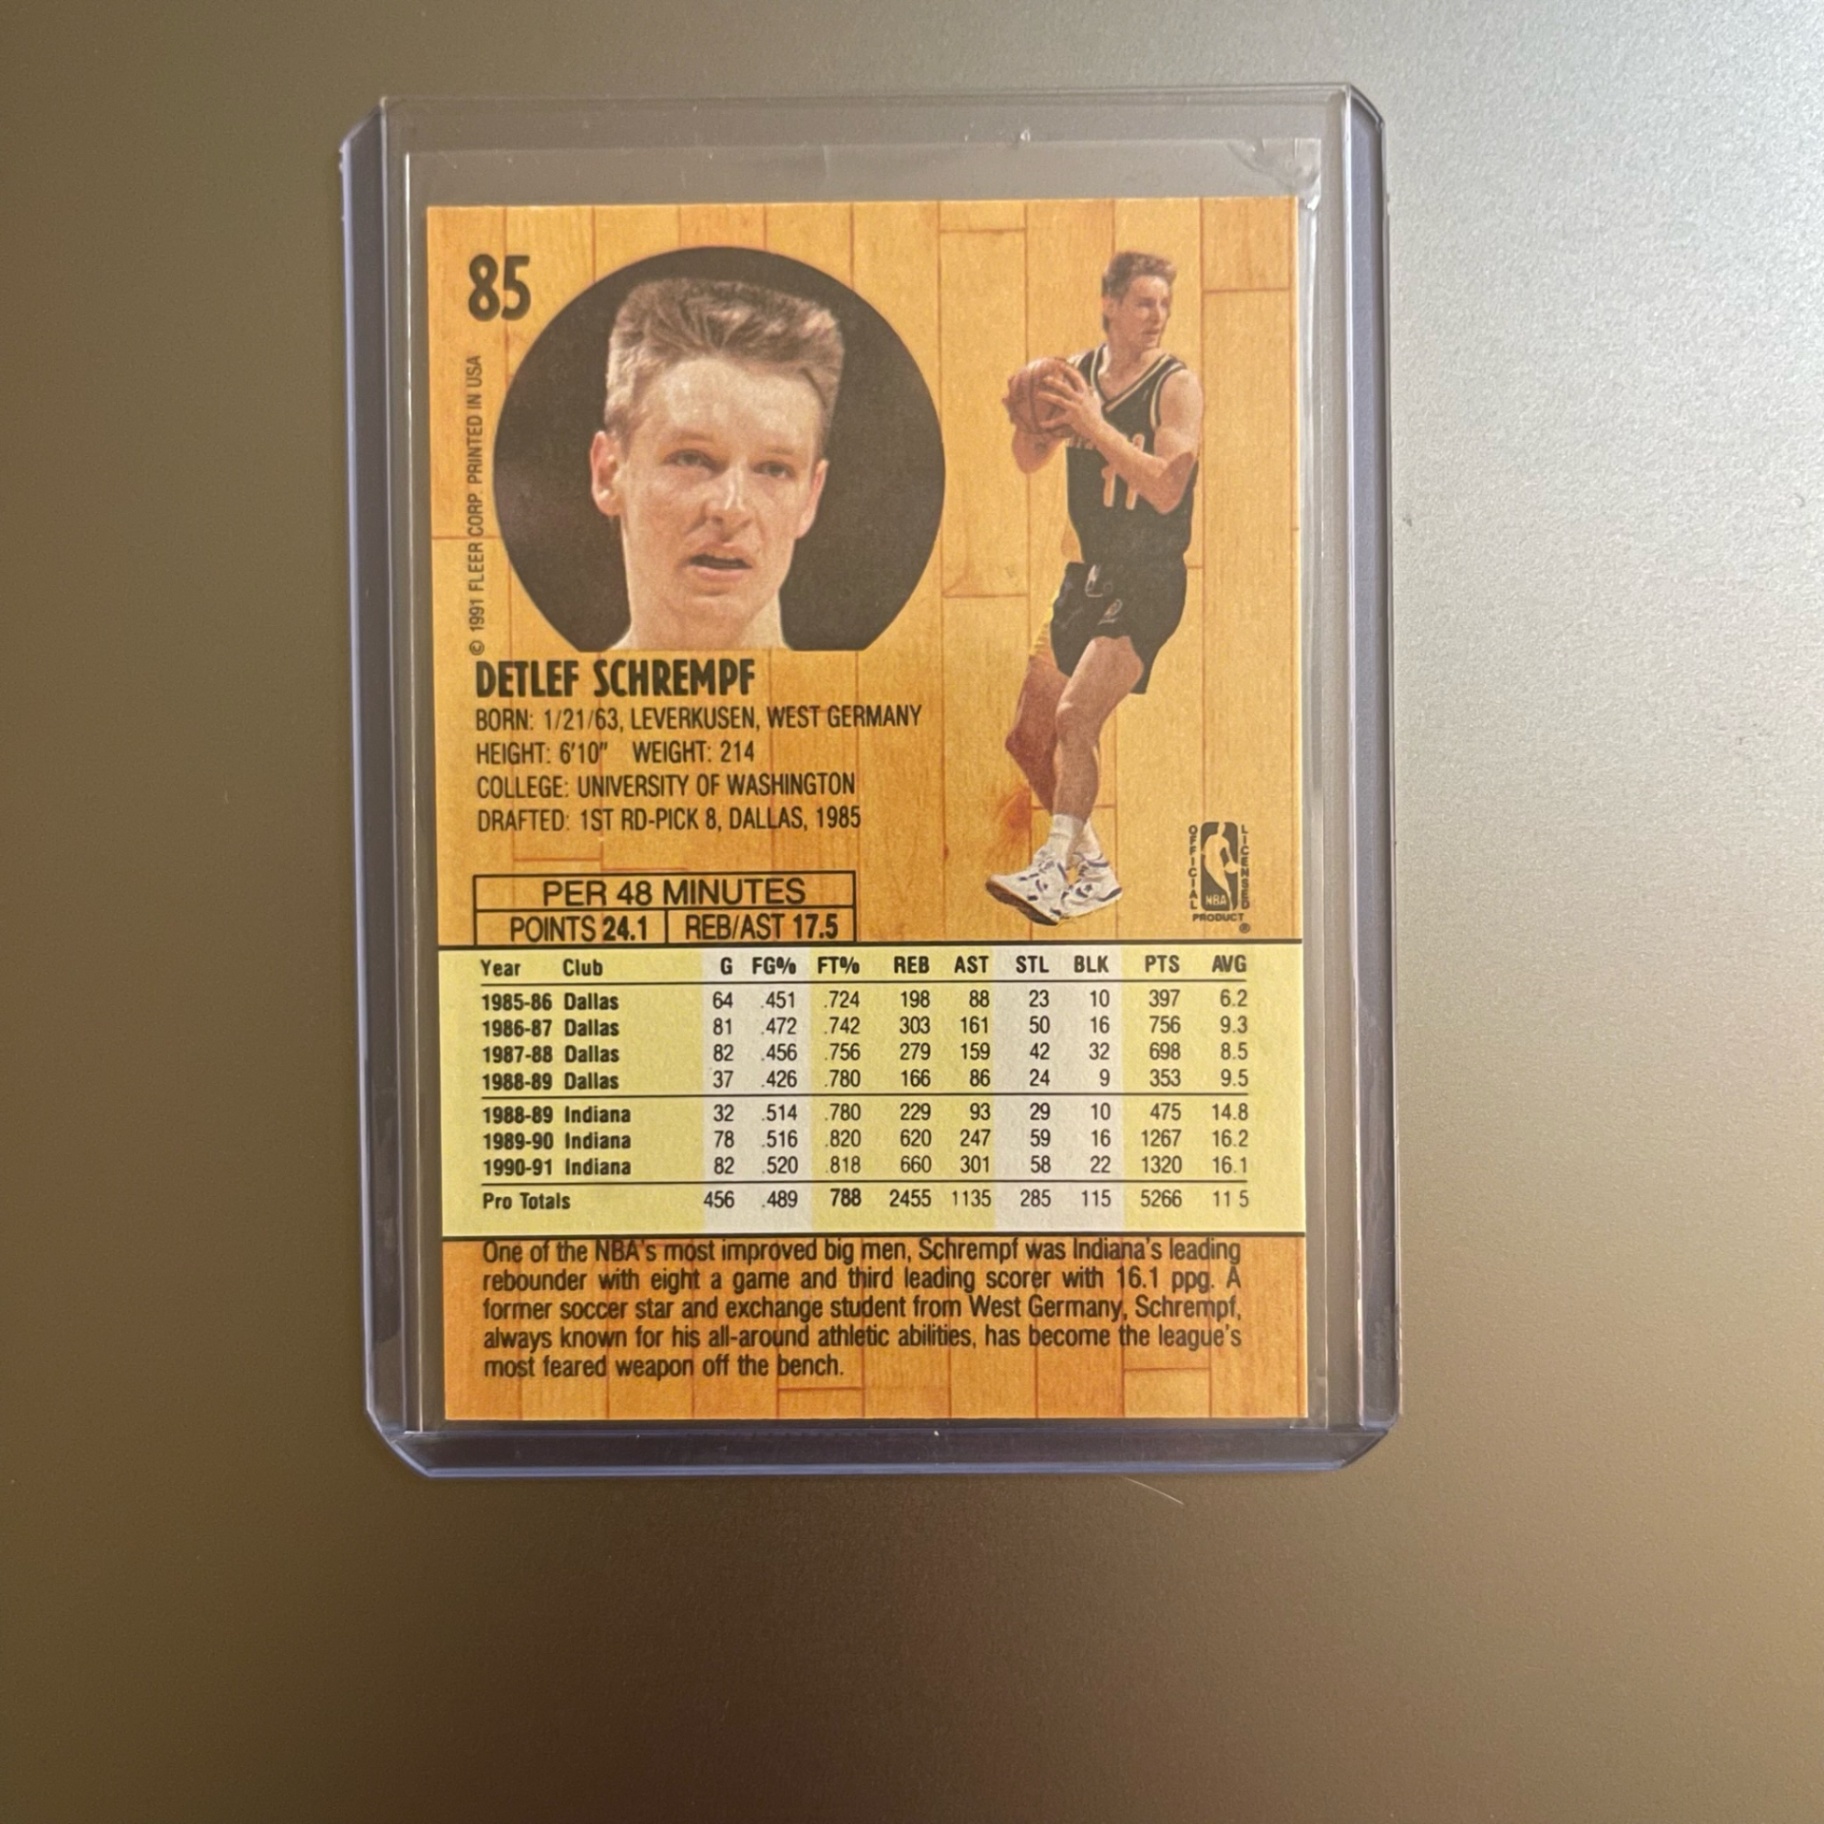 85
© 1991 FLEER CORP. PRINTED IN USA
11
DETLEF SCHREMPF
BORN: 1/21/63, LEVERKUSEN, WEST GERMANY
HEIGHT: 6'10" WEIGHT: 214
COLLEGE: UNIVERSITY OF WASHINGTON
DRAFTED: 1ST RD-PICK 8, DALLAS, 1985
OFFICIAL LICENSED
NBA
PRODUCT ®
PER 48 MINUTES
POINTS 24.1 REB/AST 17.5
Year Club G FG% FT% REB AST STL BLK PTS AVG
1985-86 Dallas 64 .451 .724 198 88 23 10 397 6.2
1986-87 Dallas 81 .472 .742 303 161 50 16 756 9.3
1987-88 Dallas 82 .456 .756 279 159 42 32 698 8.5
1988-89 Dallas 37 .426 .780 166 86 24 9 353 9.5
1988-89 Indiana 32 .514 .780 229 93 29 10 475 14.8
1989-90 Indiana 78 .516 .820 620 247 59 16 1267 16.2
1990-91 Indiana 82 .520 .818 660 301 58 22 1320 16.1
Pro Totals 456 .489 788 2455 1135 285 115 5266 11 5
One of the NBA's most improved big men, Schrempf was Indiana's leading
rebounder with eight a game and third leading scorer with 16.1 ppg. A
former soccer star and exchange student from West Germany, Schrempf,
always known for his all-around athletic abilities, has become the league's
most feared weapon off the bench.